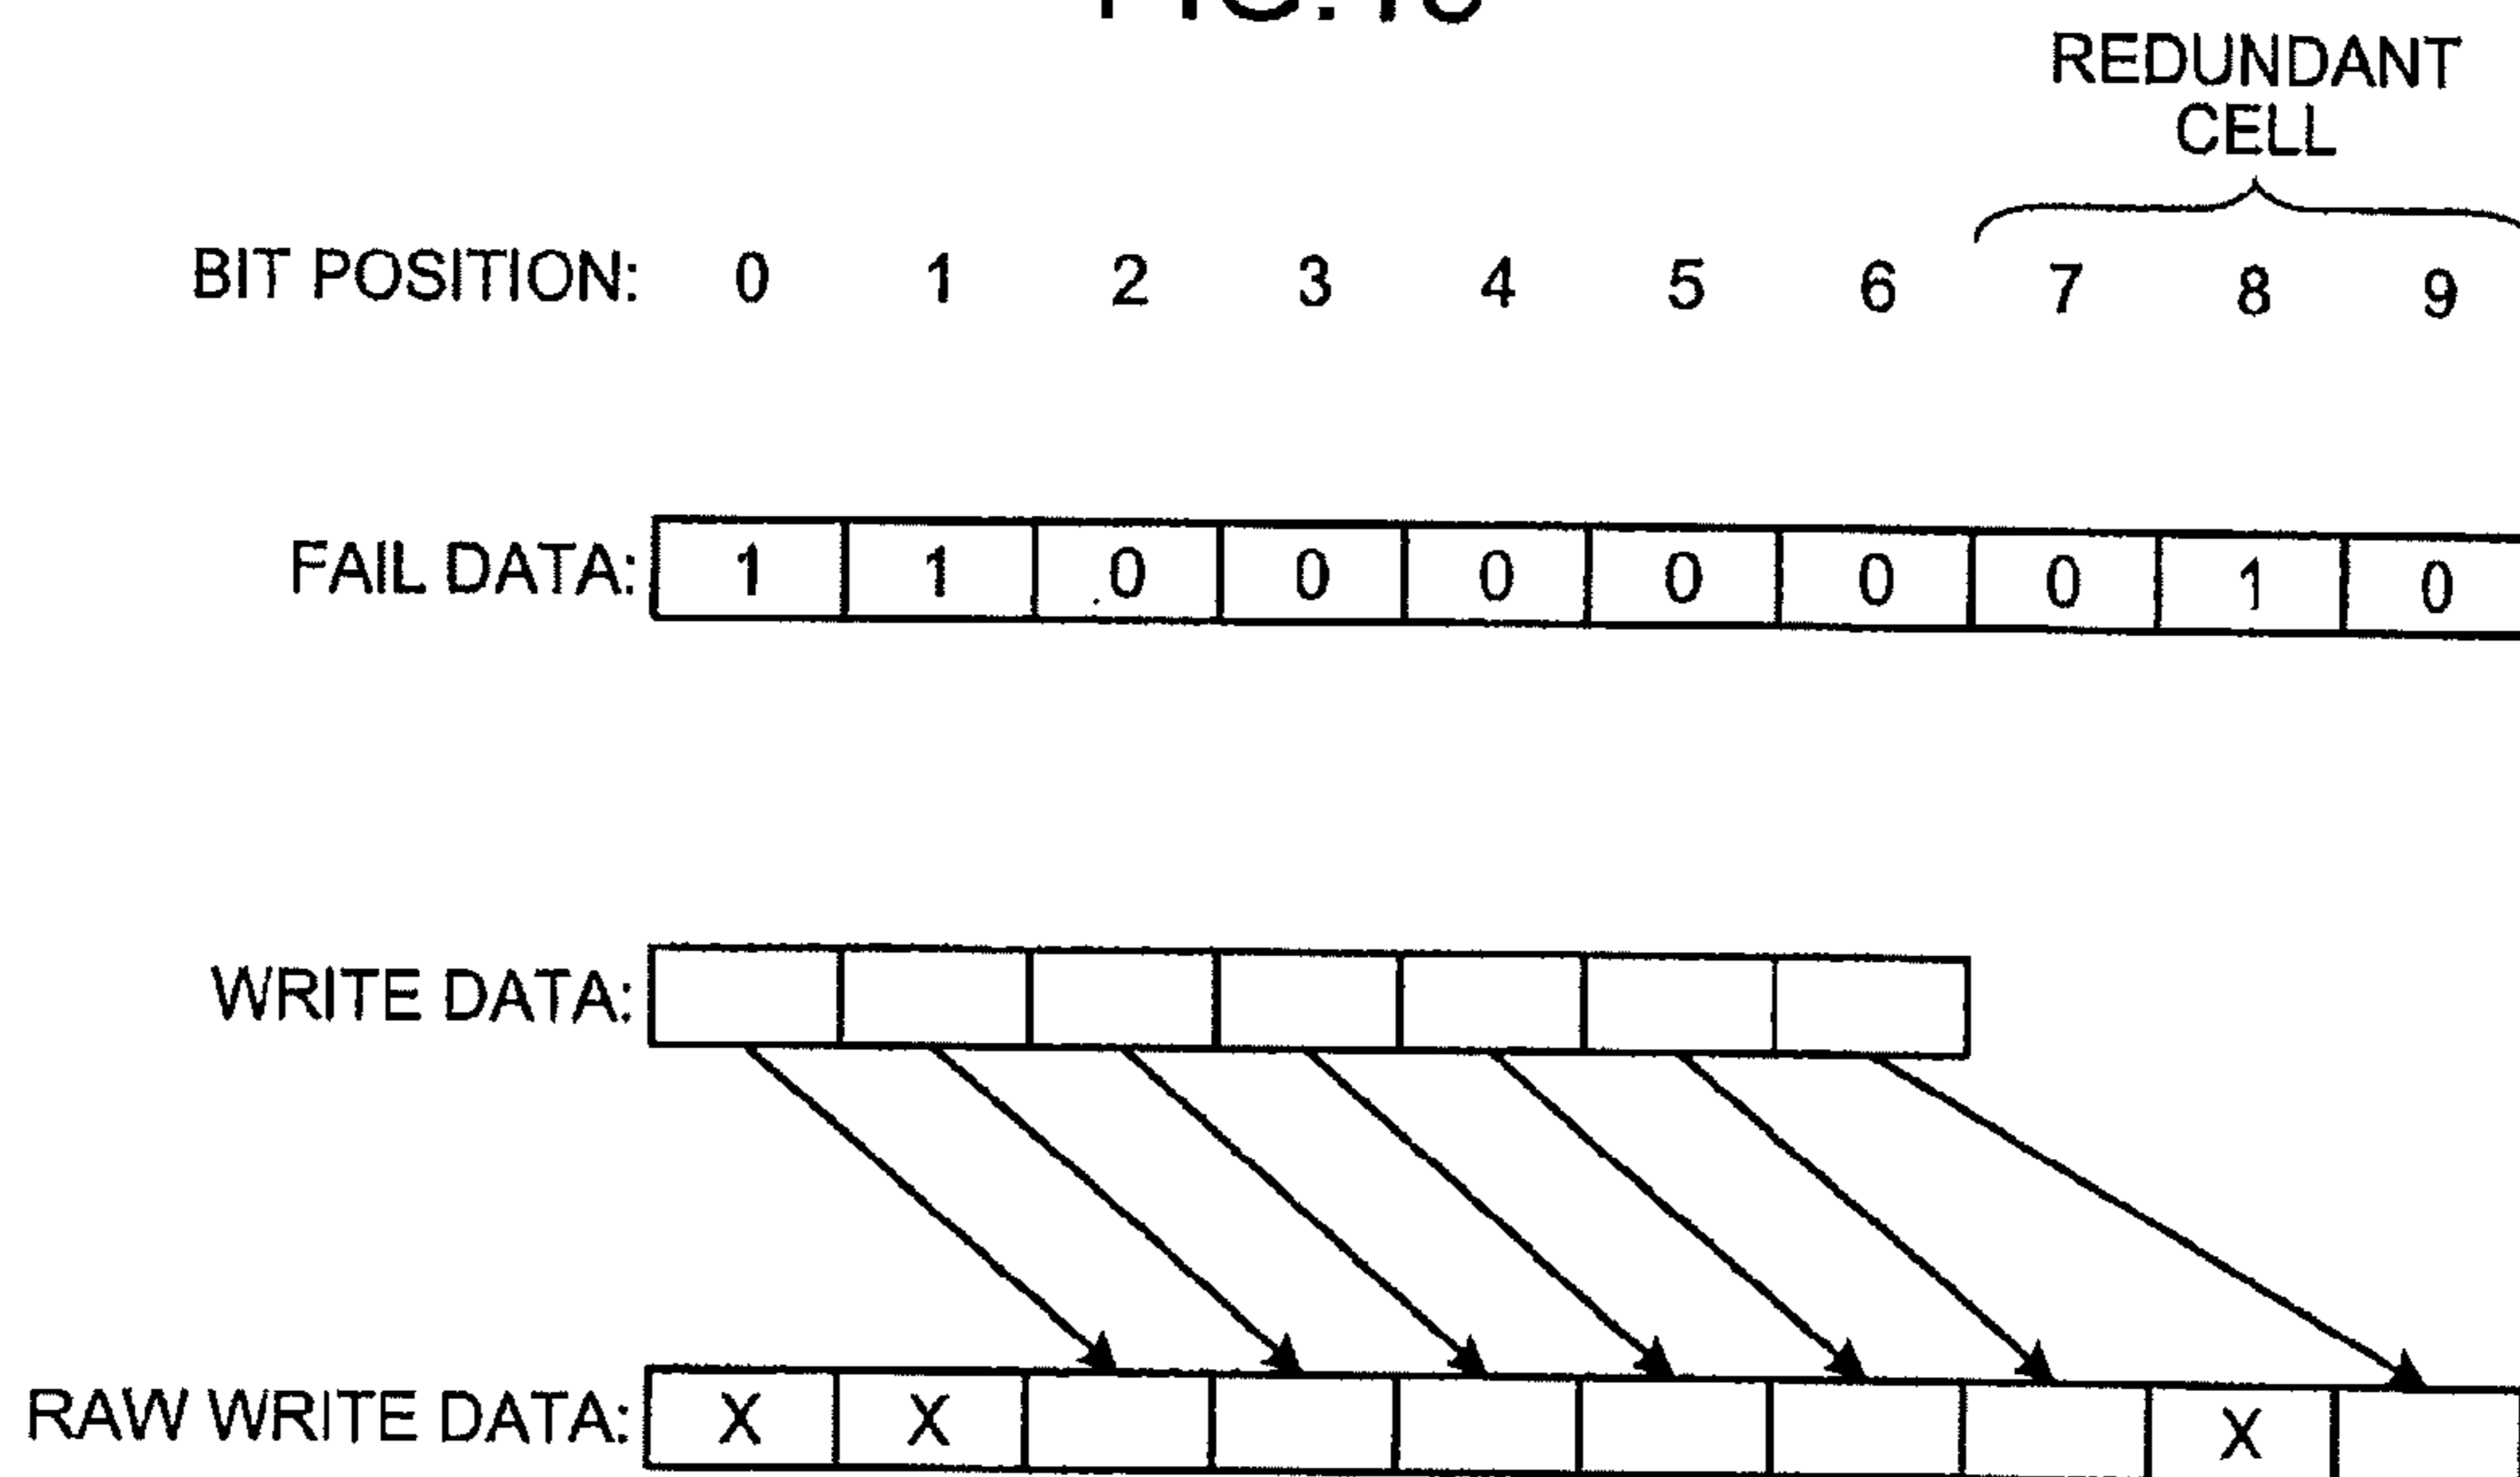 REDUNDANT
CELL
BIT POSITION: 0 1 2 3 4 5 6 7 8 9
FAIL DATA: 1 1 0 0 0 0 0 0 1 0
WRITE DATA:
RAW WRITE DATA: X X X